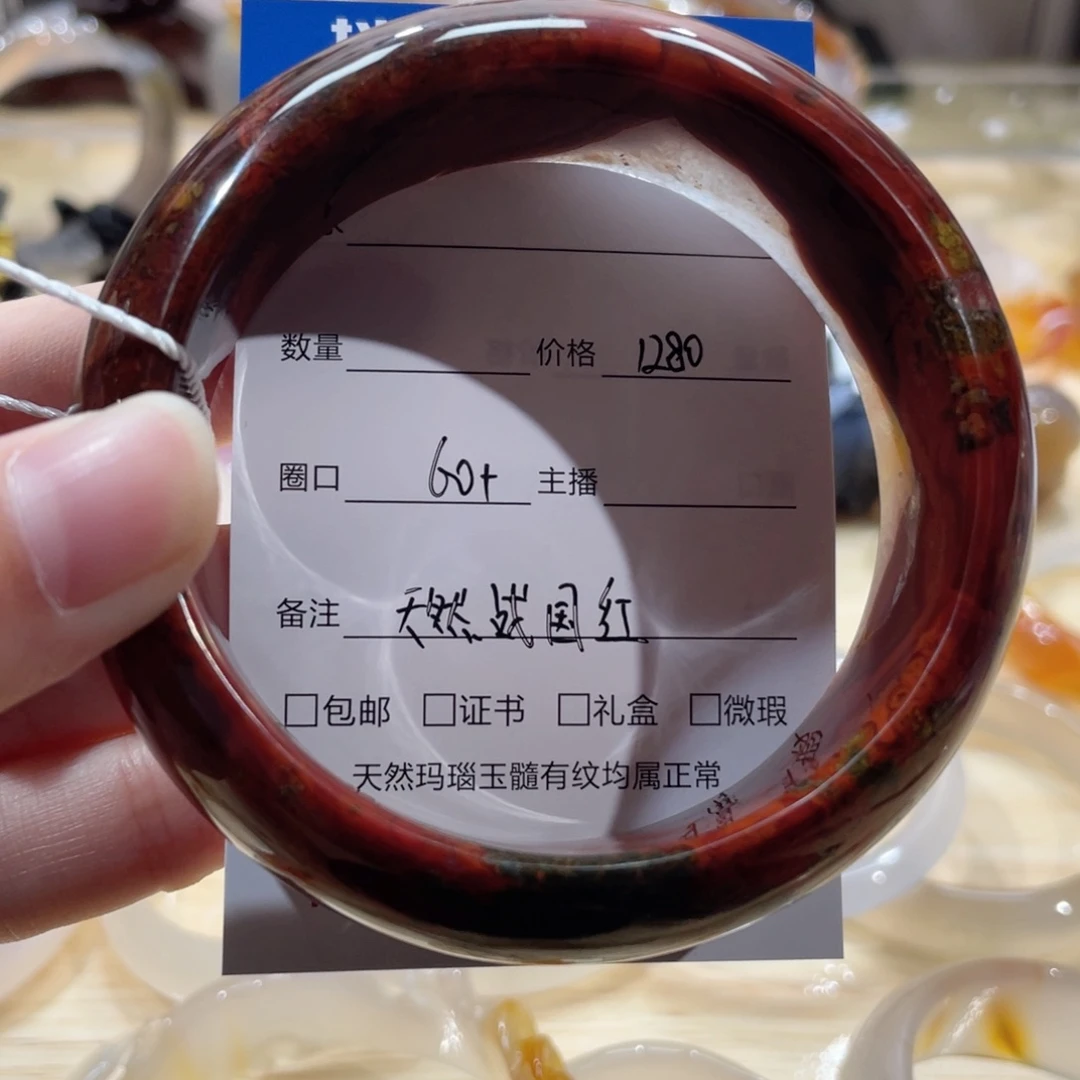 数量 价格 1280
圈口 60+ 主播
备注 天然战国红
□包邮 □证书 □礼盒 □微瑕
天然玛瑙玉髓有纹均属正常